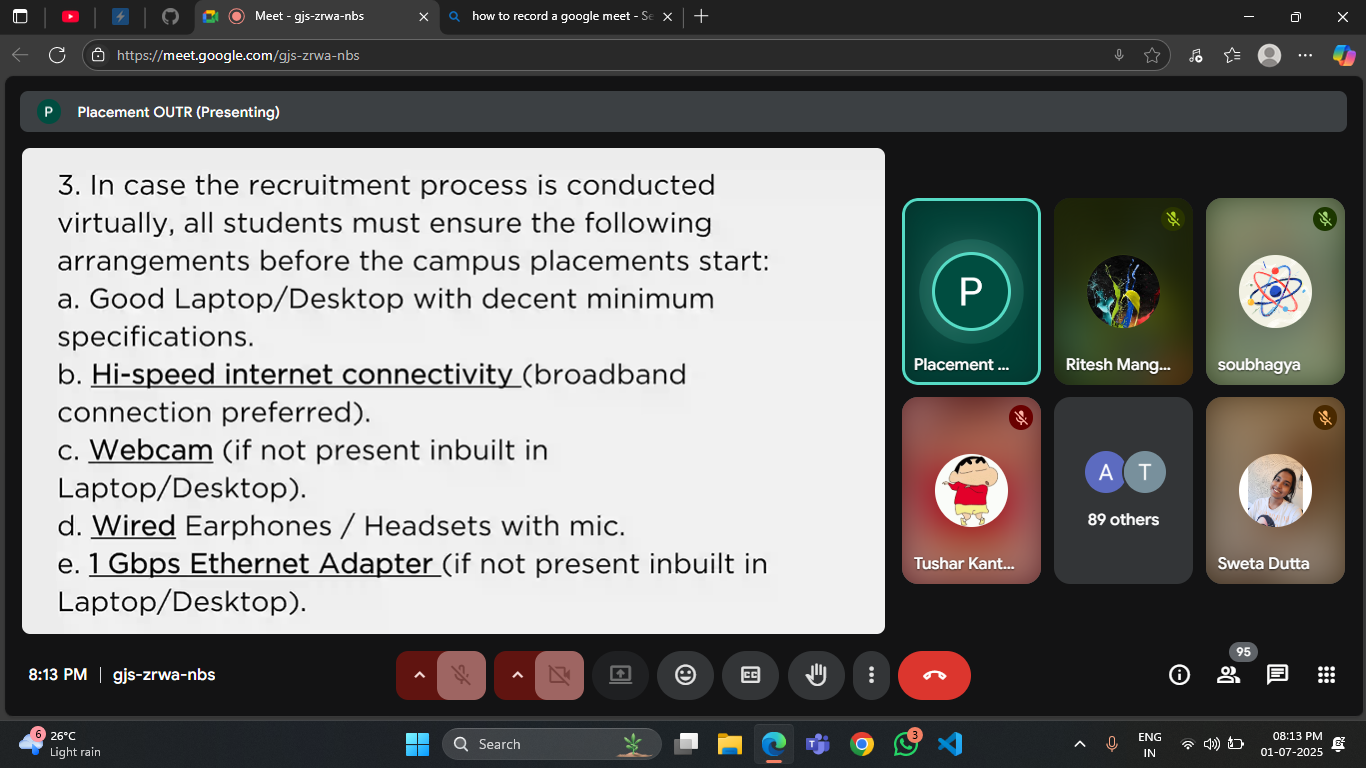 Meet - gjs-zrwa-nbs
how to record a google meet - Se
https://meet.google.com/gjs-zrwa-nbs
P
Placement OUTR (Presenting)
3. In case the recruitment process is conducted
virtually, all students must ensure the following
arrangements before the campus placements start:
a. Good Laptop/Desktop with decent minimum
specifications.
b. Hi-speed internet connectivity (broadband
connection preferred).
c. Webcam (if not present inbuilt in
Laptop/Desktop).
d. Wired Earphones / Headsets with mic.
e. 1 Gbps Ethernet Adapter (if not present inbuilt in
Laptop/Desktop).
P
Placement ...
Ritesh Mang...
soubhagya
Tushar Kant...
A T
89 others
Sweta Dutta
8:13 PM | gjs-zrwa-nbs
CC
95
6
26°C
Light rain
Search
3
ENG
IN
08:13 PM
01-07-2025